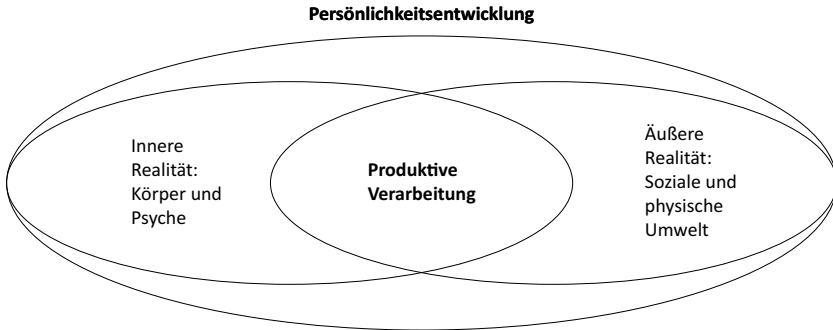 Persönlichkeitsentwicklung
Innere
Realität:
Körper und
Psyche
Produktive
Verarbeitung
Äußere
Realität:
Soziale und
physische
Umwelt